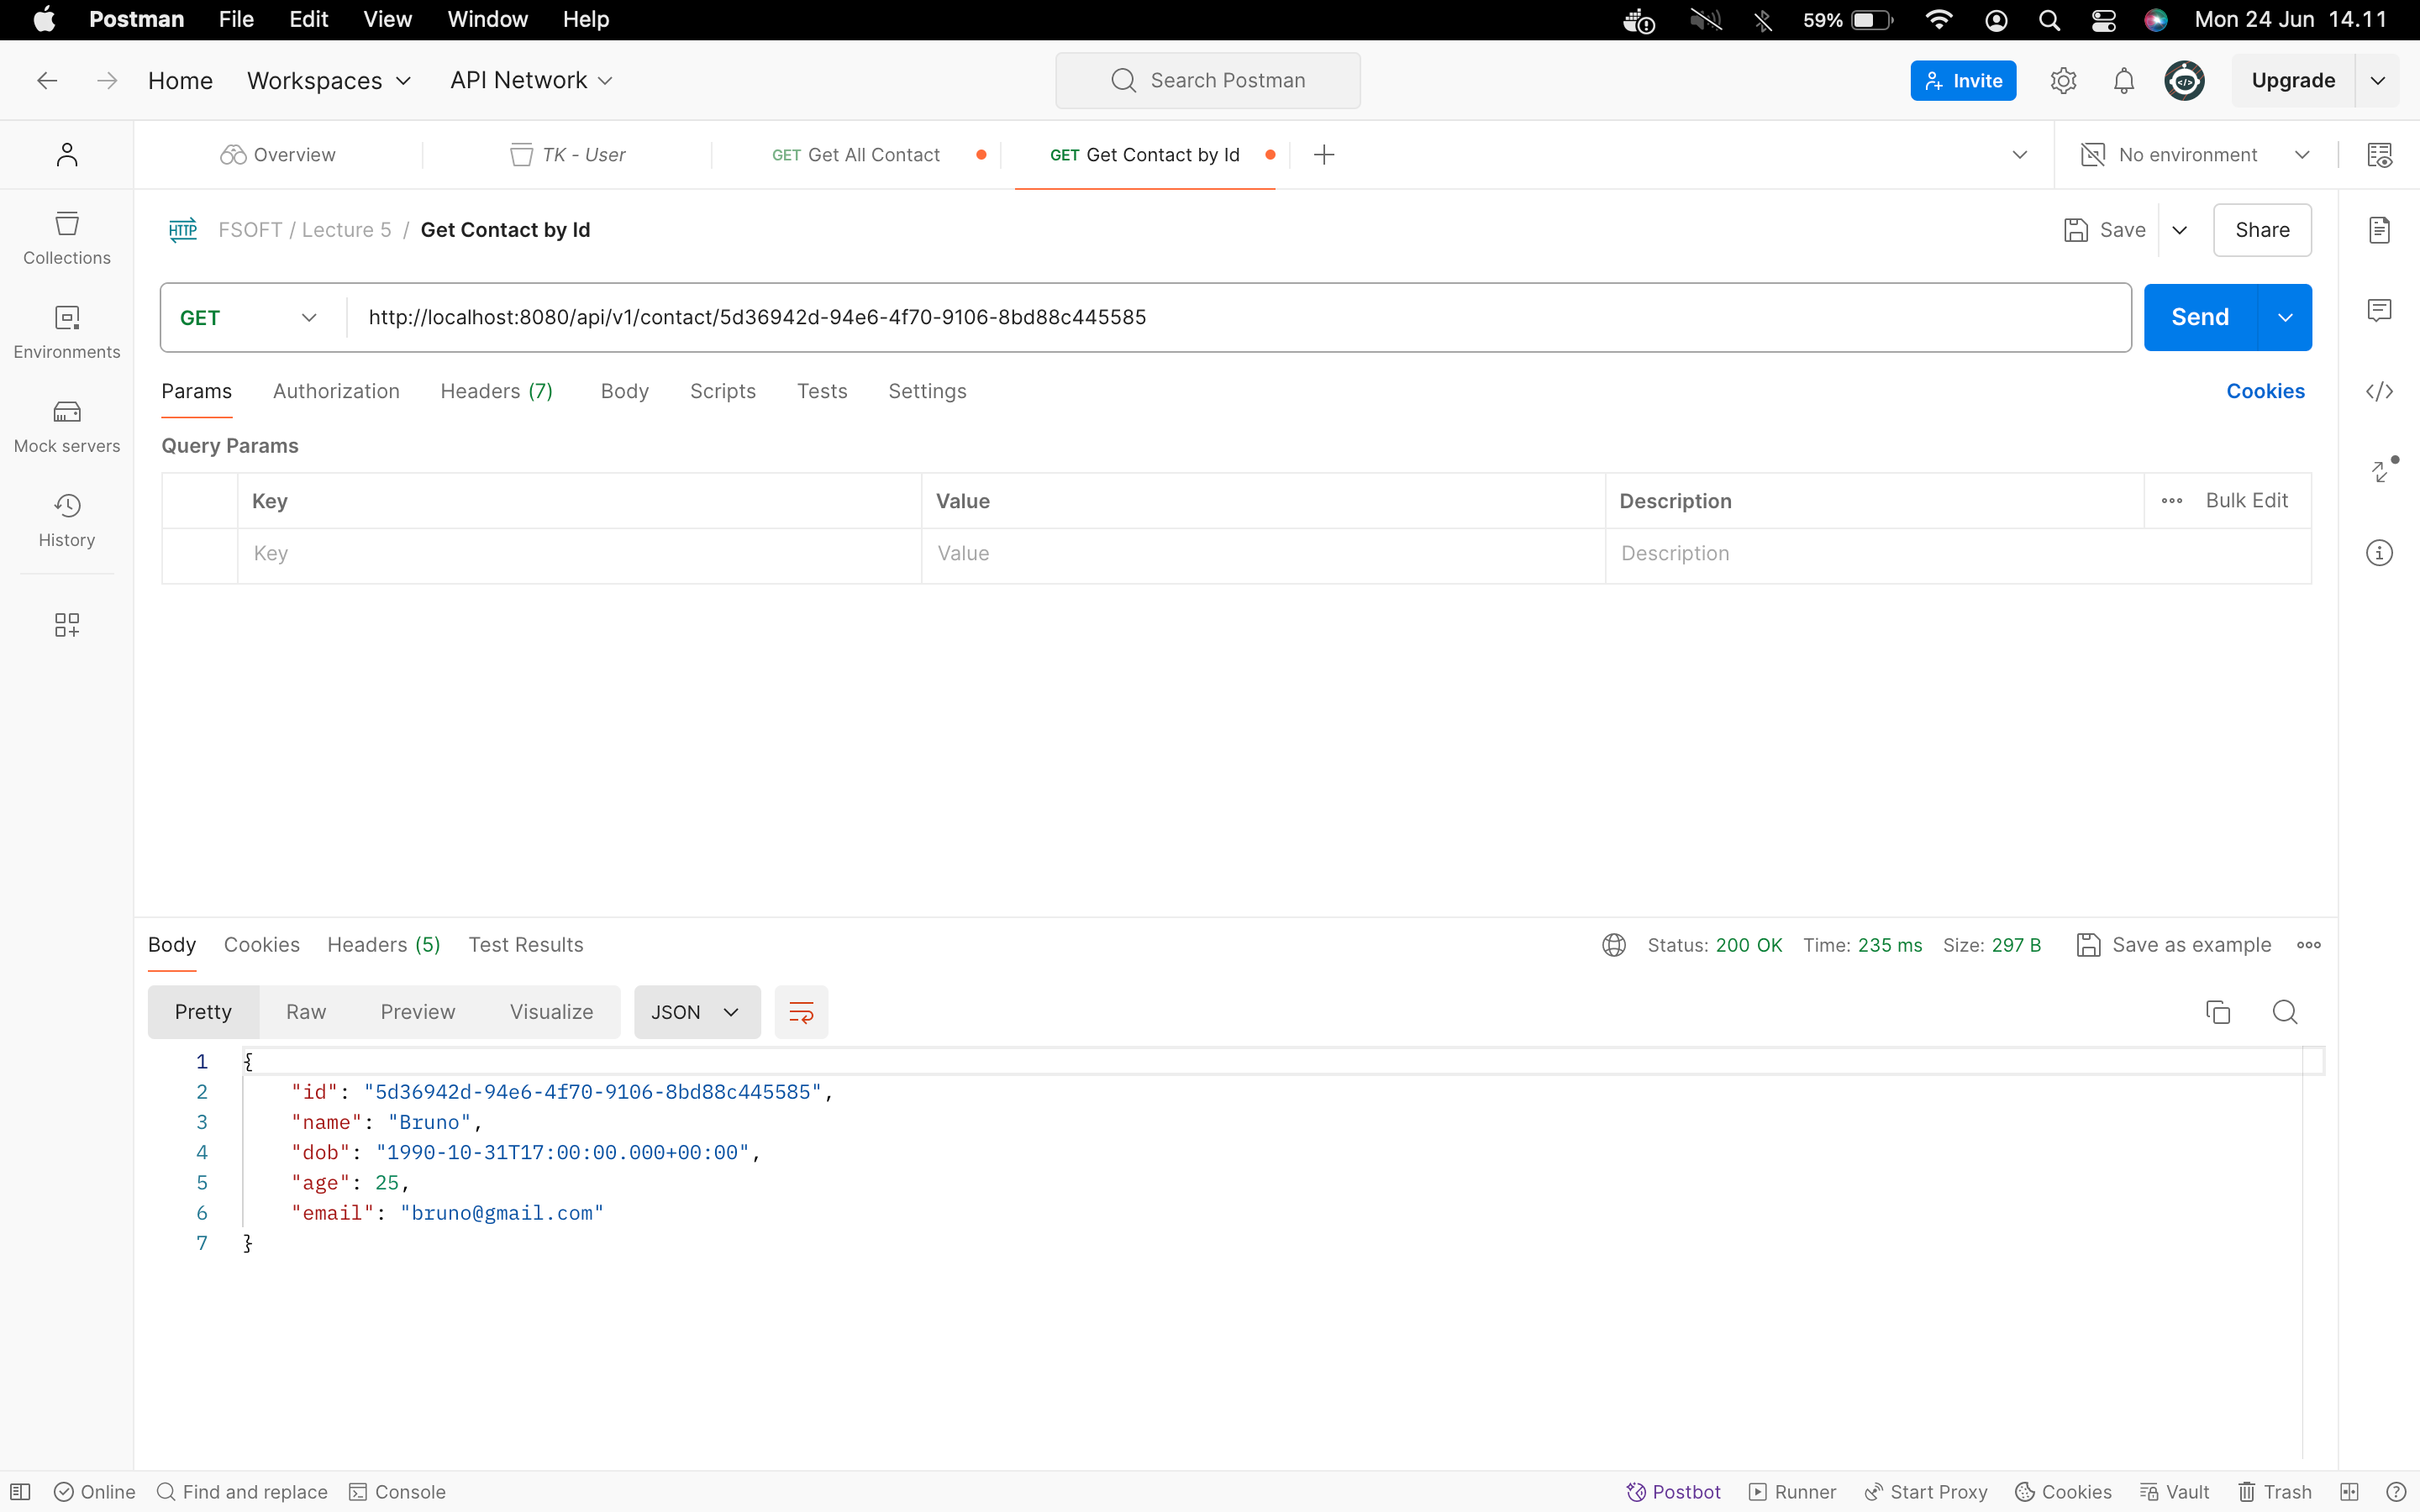 Postman File Edit View Window Help 59% Mon 24 Jun 14.11
Home Workspaces API Network Search Postman Invite Upgrade
Overview TK - User GET Get All Contact GET Get Contact by Id No environment
HTTP FSOFT / Lecture 5 / Get Contact by Id Save Share
Collections
Environments
Mock servers
History
GET http://localhost:8080/api/v1/contact/5d36942d-94e6-4f70-9106-8bd88c445585 Send
Params Authorization Headers (7) Body Scripts Tests Settings Cookies
Query Params
Key Value Description Bulk Edit
Key Value Description
Body Cookies Headers (5) Test Results Status: 200 OK Time: 235 ms Size: 297 B Save as example
Pretty Raw Preview Visualize JSON
1 {
2 "id": "5d36942d-94e6-4f70-9106-8bd88c445585",
3 "name": "Bruno",
4 "dob": "1990-10-31T17:00:00.000+00:00",
5 "age": 25,
6 "email": "bruno@gmail.com"
7 }
Online Find and replace Console Postbot Runner Start Proxy Cookies Vault Trash